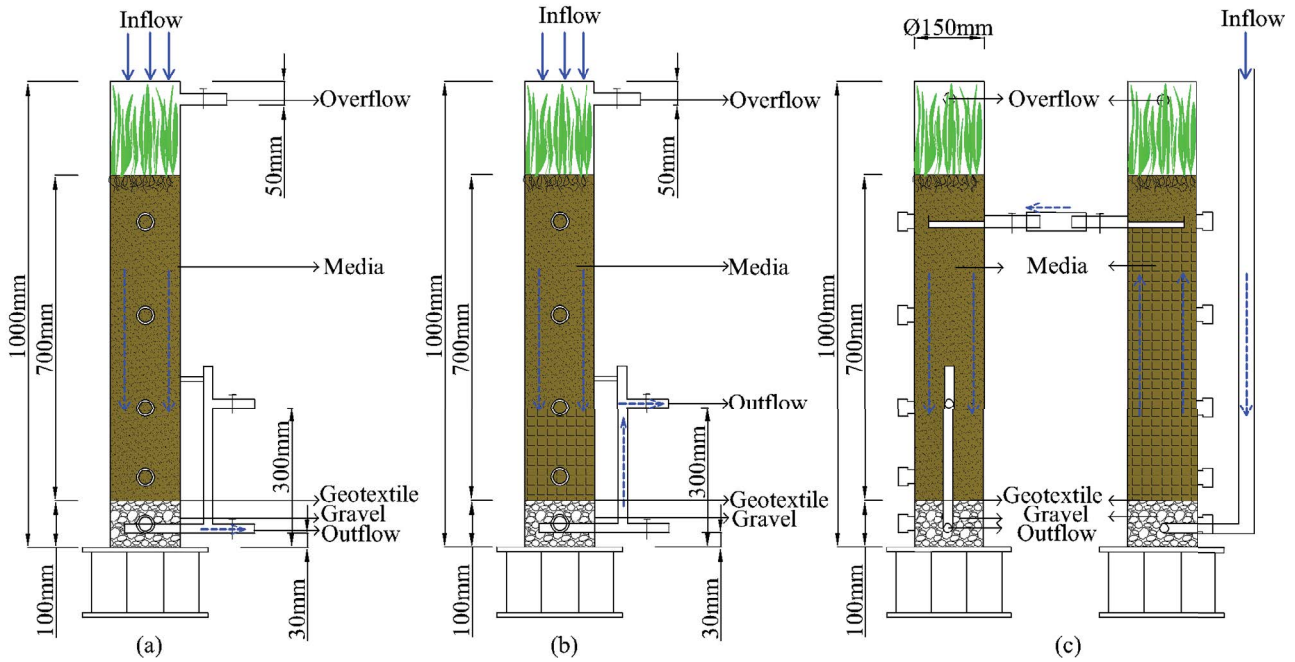 Inflow
Overflow
50mm
1000mm
700mm
Media
300mm
Geotextile
Gravel
Outflow
100mm
30mm
(a)
Inflow
Overflow
50mm
1000mm
700mm
Media
Outflow
300mm
Geotextile
Gravel
100mm
30mm
(b)
Ø150mm
Inflow
Overflow
1000mm
700mm
Media
Geotextile
Gravel
Outflow
100mm
(c)